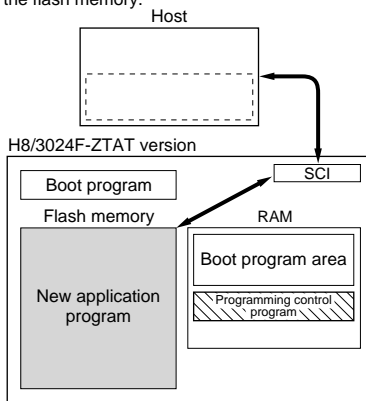 the flash memory.
Host
H8/3024F-ZTAT version
SCI
Boot program
Flash memory
RAM
Boot program area
New application
program
Programming control
program